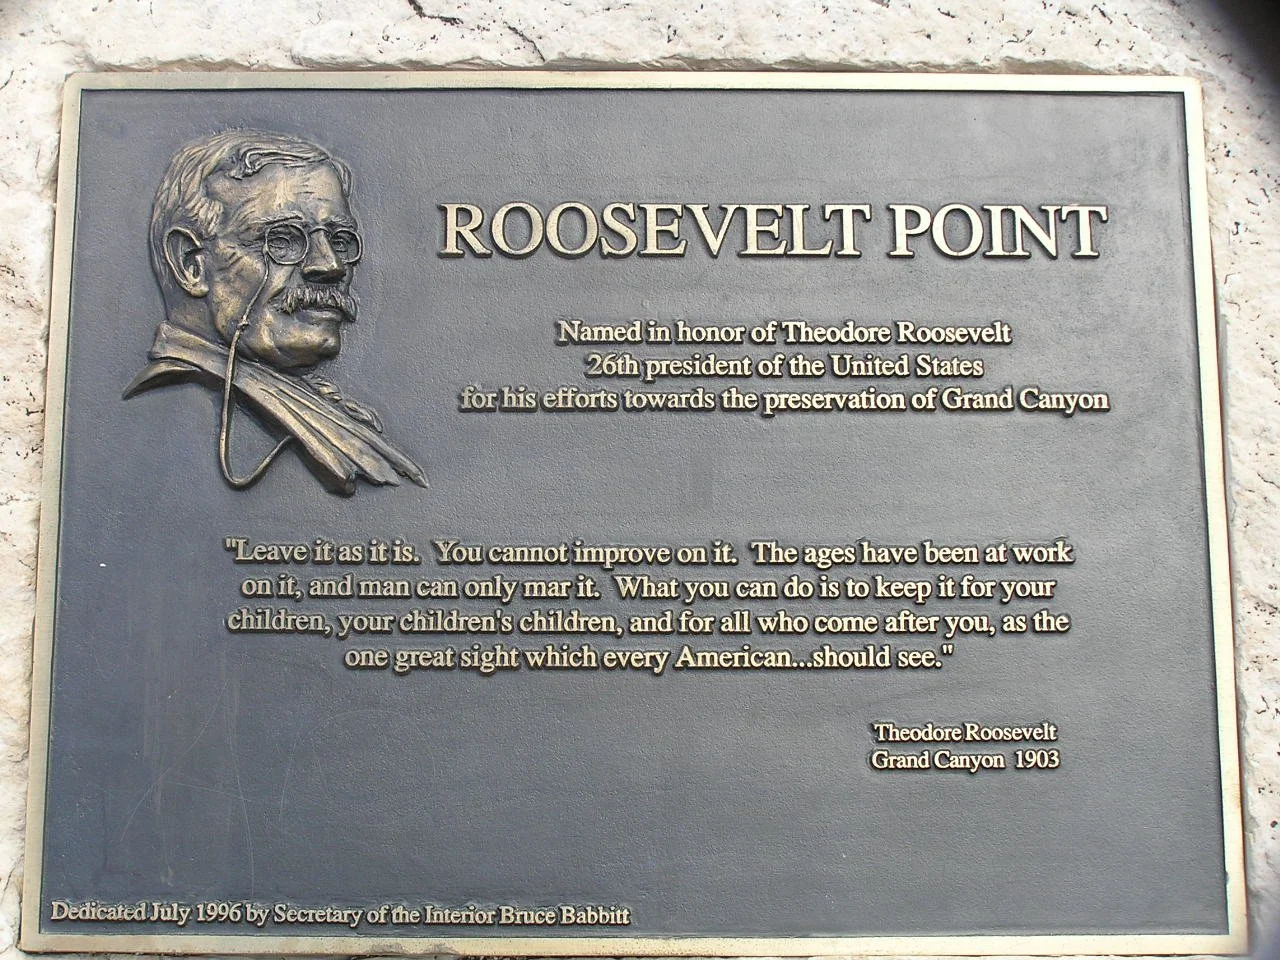 ROOSEVELT POINT
Named in honor of Theodore Roosevelt
26th president of the United States
for his efforts towards the preservation of Grand Canyon
"Leave it as it is. You cannot improve on it. The ages have been at work
on it, and man can only mar it. What you can do is to keep it for your
children, your children's children, and for all who come after you, as the
one great sight which every American...should see."
Theodore Roosevelt
Grand Canyon 1903
Dedicated July 1996 by Secretary of the Interior Bruce Babbitt